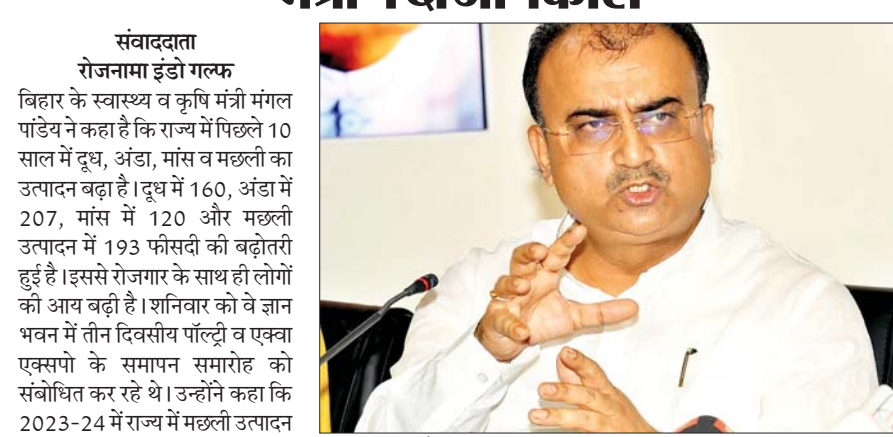 संवाददाता
रोजनामा इंडो गल्फ
बिहार के स्वास्थ्य व कृषि मंत्री मंगल
पांडेय ने कहा है कि राज्य में पिछले 10
साल में दूध, अंडा, मांस व मछली का
उत्पादन बढ़ा है। दूध में 160, अंडा में
207, मांस में 120 और मछली
उत्पादन में 193 फीसदी की बढ़ोतरी
हुई है। इससे रोजगार के साथ ही लोगों
की आय बढ़ी है। शनिवार को वे ज्ञान
भवन में तीन दिवसीय पॉल्ट्री व एक्वा
एक्सपो के समापन समारोह को
संबोधित कर रहे थे। उन्होंने कहा कि
2023-24 में राज्य में मछली उत्पादन